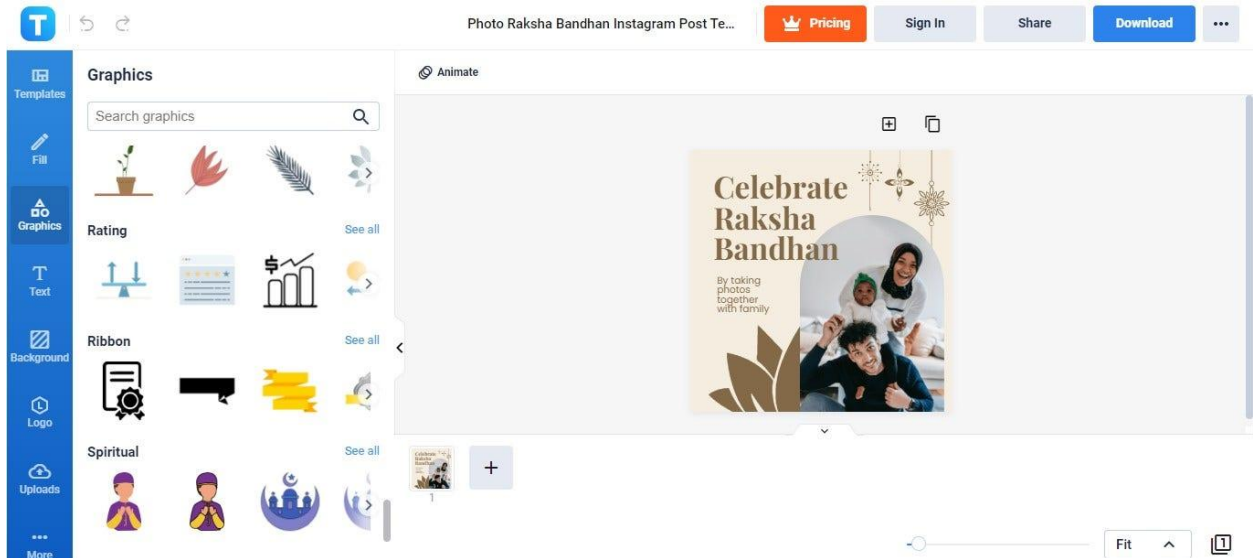 T
Photo Raksha Bandhan Instagram Post Te...
Pricing
Sign In
Share
Download
Templates
Fill
Graphics
Text
Background
Logo
Uploads
More
Graphics
Search graphics
Rating
See all
Ribbon
See all
Spiritual
See all
Animate
Celebrate
Raksha
Bandhan
By taking
photos
together
with family
1
Fit
1